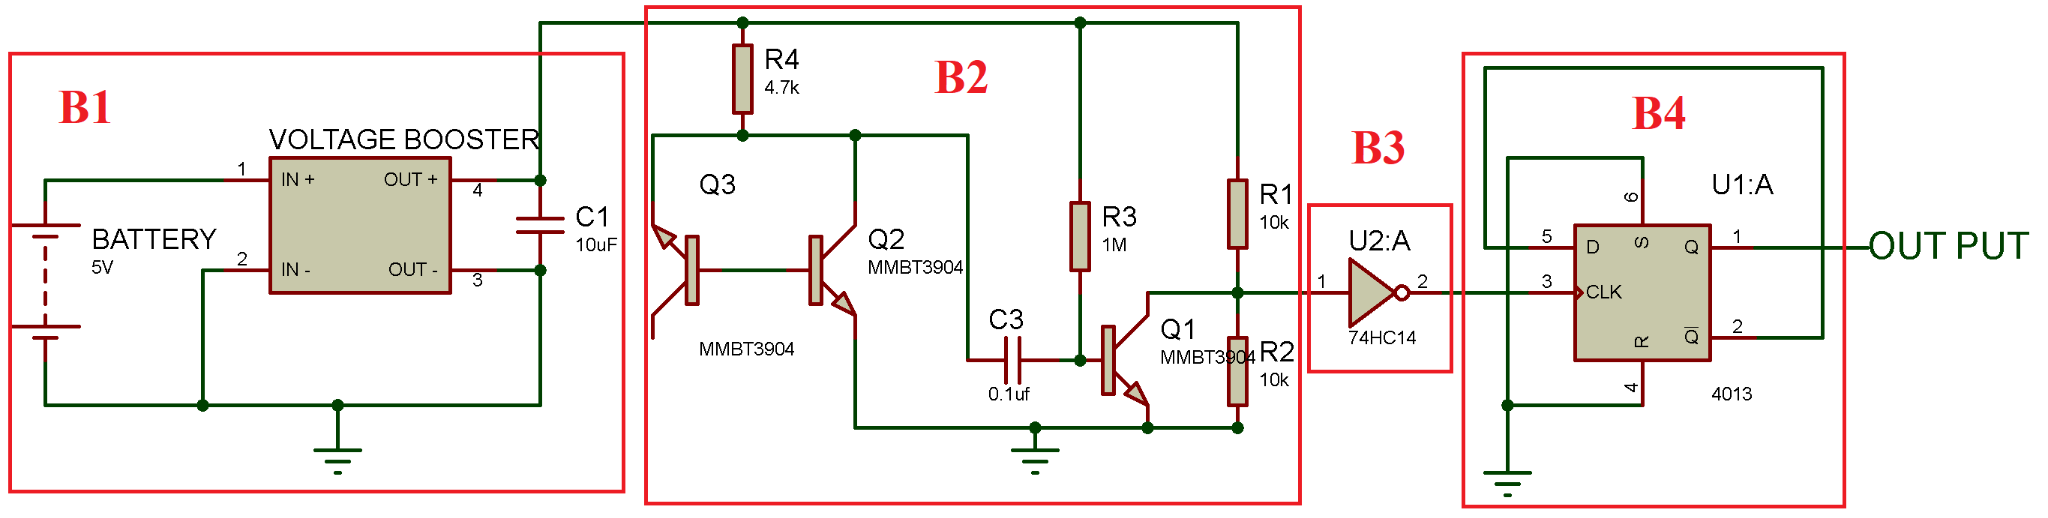 B1
VOLTAGE BOOSTER
1
IN +
OUT +
4
2
IN -
OUT -
3
BATTERY
5V
C1
10uF
B2
R4
4.7k
Q3
MMBT3904
Q2
MMBT3904
C3
0.1uf
R3
1M
Q1
MMBT3904
R1
10k
R2
10k
B3
U2:A
1
2
74HC14
B4
U1:A
6
5
D
S
Q
1
3
CLK
R
Q̅
2
4
4013
OUT PUT